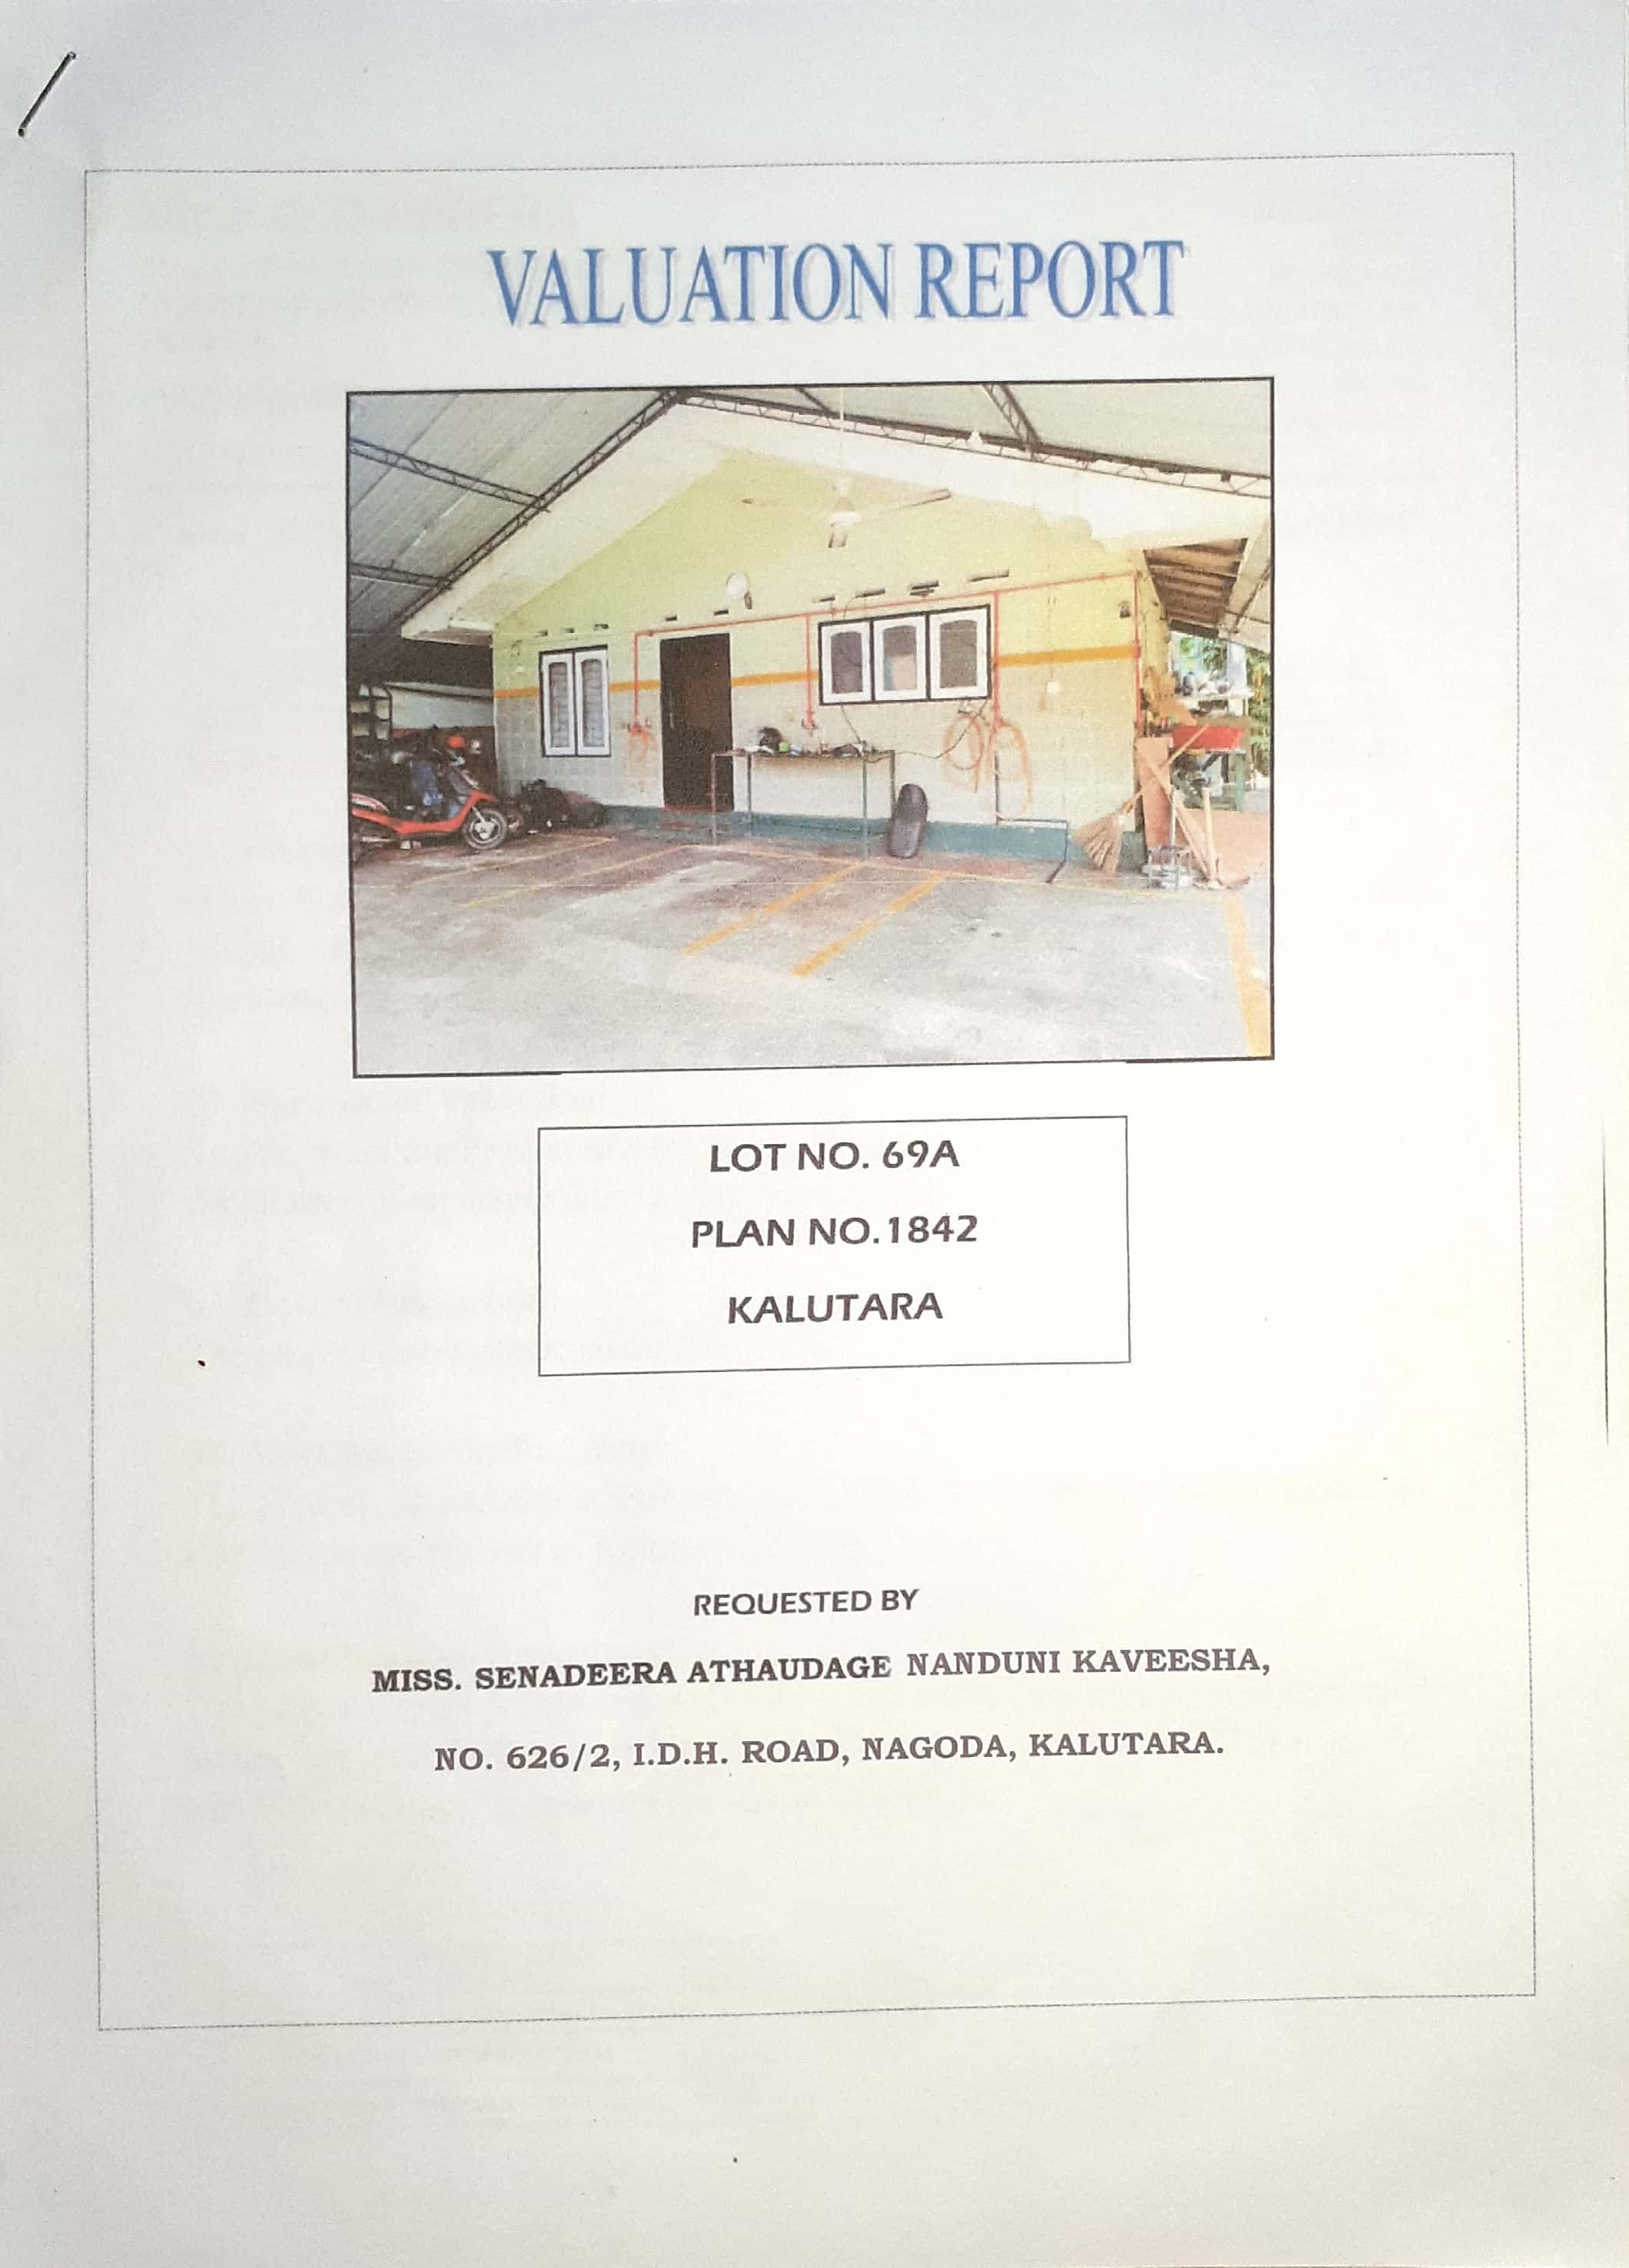 VALUATION REPORT
LOT NO. 69A
PLAN NO.1842
KALUTARA
REQUESTED BY
MISS. SENADEERA ATHAUDAGE NANDUNI KAVEESHA,
NO. 626/2, I.D.H. ROAD, NAGODA, KALUTARA.